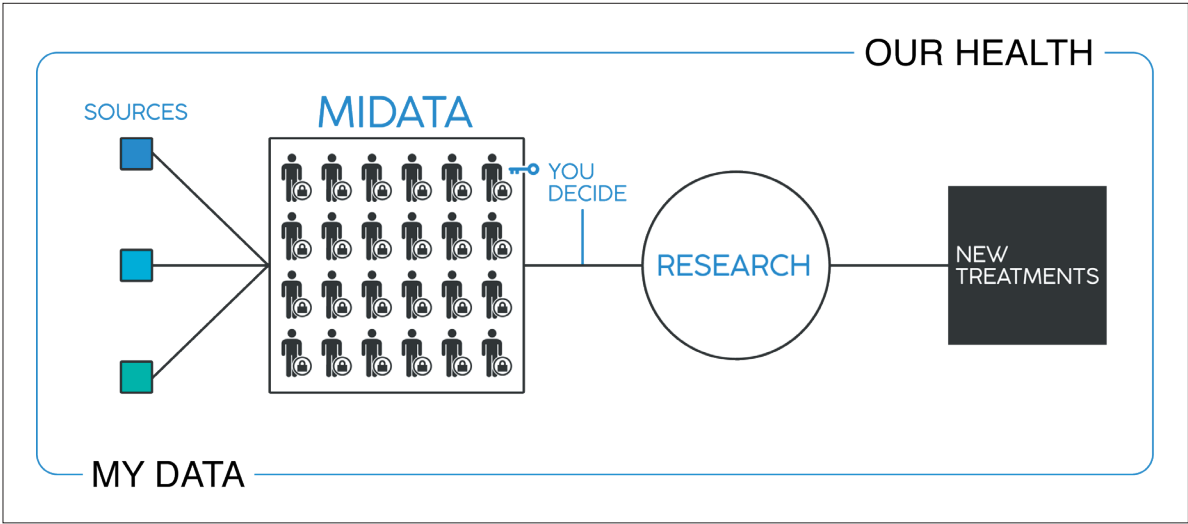 OUR HEALTH
SOURCES
MIDATA
YOU
DECIDE
RESEARCH
NEW
TREATMENTS
MY DATA